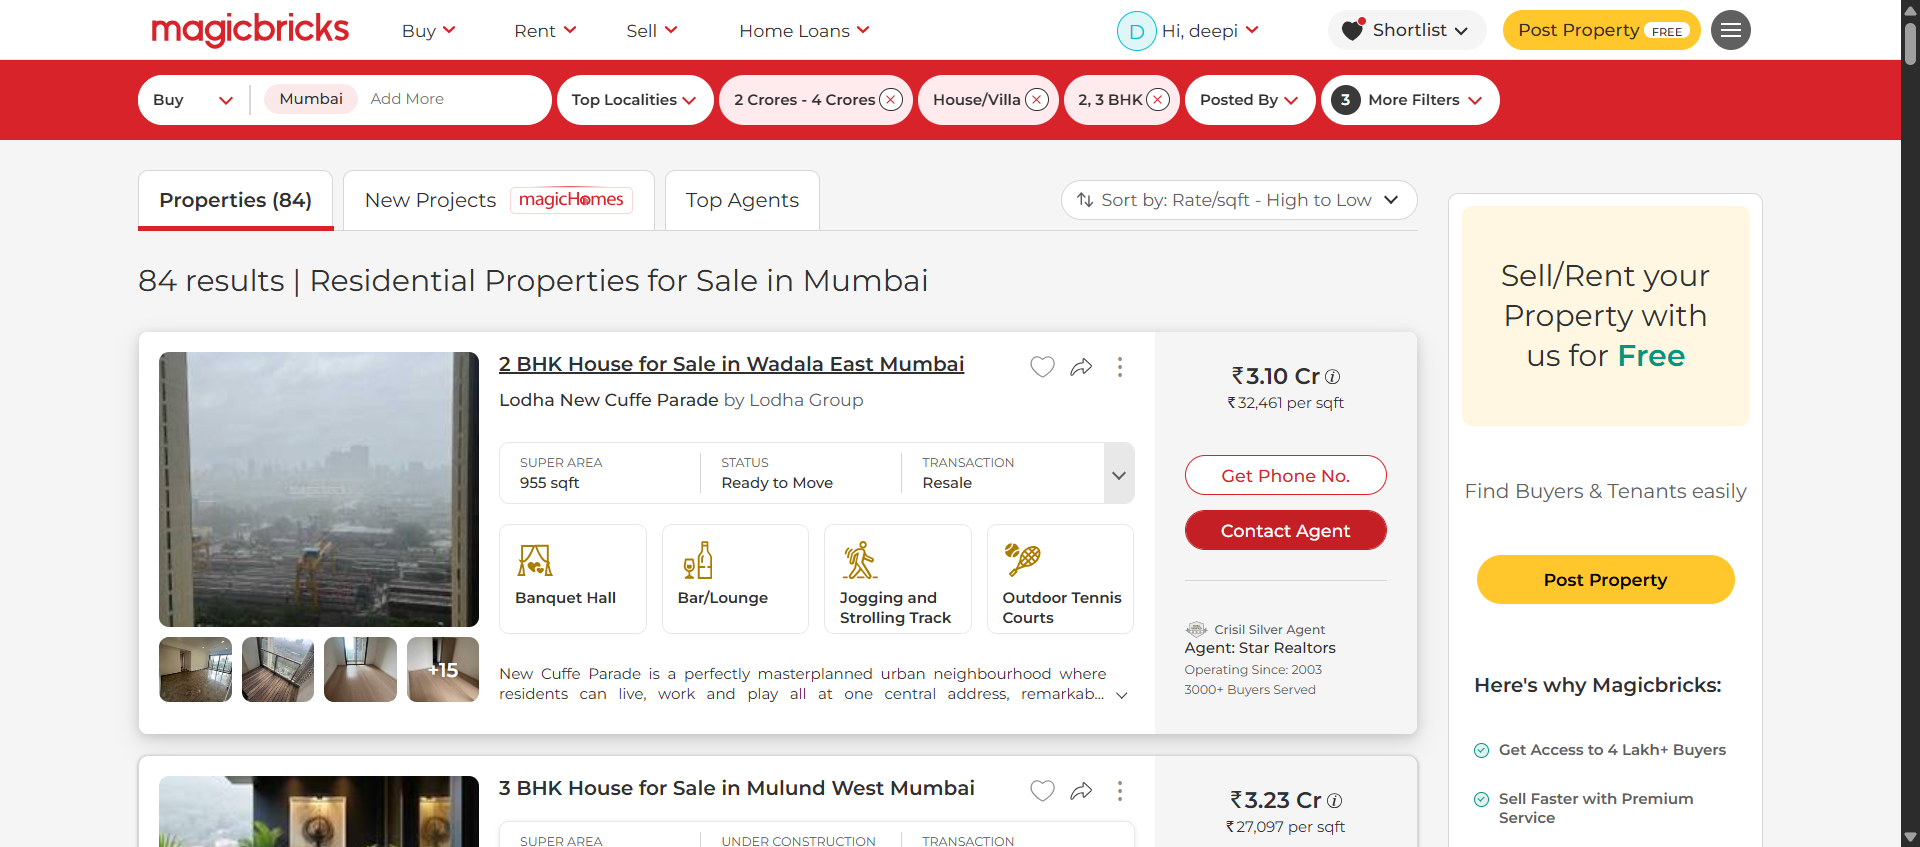 magicbricks
Buy
Rent
Sell
Home Loans
D
Hi, deepi
Shortlist
Post Property FREE
Buy
Mumbai
Add More
Top Localities
2 Crores - 4 Crores
House/Villa
2, 3 BHK
Posted By
3 More Filters
Properties (84)
New Projects magicHomes
Top Agents
Sort by: Rate/sqft - High to Low
84 results | Residential Properties for Sale in Mumbai
2 BHK House for Sale in Wadala East Mumbai
Lodha New Cuffe Parade by Lodha Group
SUPER AREA
955 sqft
STATUS
Ready to Move
TRANSACTION
Resale
Banquet Hall
Bar/Lounge
Jogging and
Strolling Track
Outdoor Tennis
Courts
+15
New Cuffe Parade is a perfectly masterplanned urban neighbourhood where
residents can live, work and play all at one central address, remarkab...
₹3.10 Cr
₹32,461 per sqft
Get Phone No.
Contact Agent
Crisil Silver Agent
Agent: Star Realtors
Operating Since: 2003
3000+ Buyers Served
3 BHK House for Sale in Mulund West Mumbai
SUPER AREA
UNDER CONSTRUCTION
TRANSACTION
₹3.23 Cr
₹27,097 per sqft
Sell/Rent your
Property with
us for Free
Find Buyers & Tenants easily
Post Property
Here's why Magicbricks:
Get Access to 4 Lakh+ Buyers
Sell Faster with Premium
Service